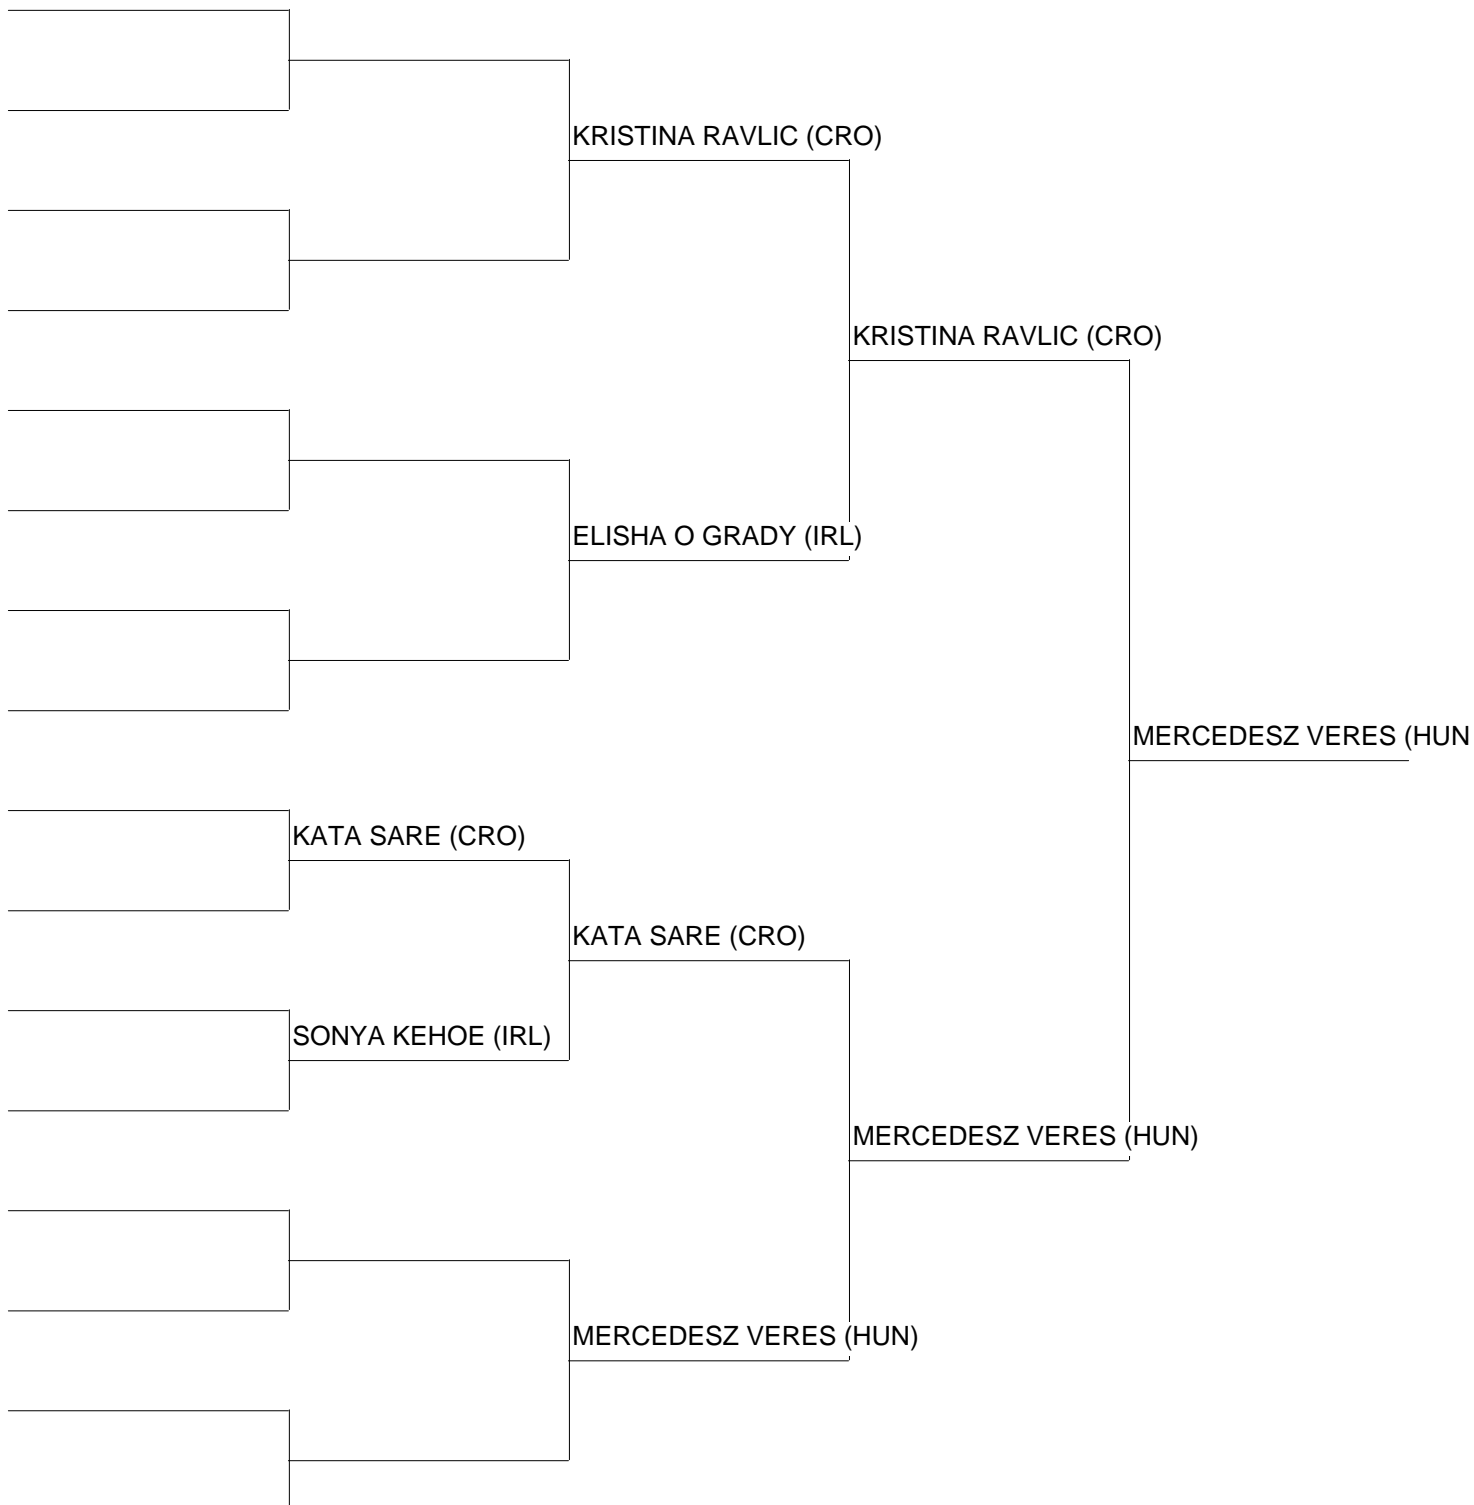 KRISTINA RAVLIC (CRO)
KRISTINA RAVLIC (CRO)
ELISHA O GRADY (IRL)
MERCEDESZ VERES (HUN
KATA SARE (CRO)
KATA SARE (CRO)
SONYA KEHOE (IRL)
MERCEDESZ VERES (HUN)
MERCEDESZ VERES (HUN)